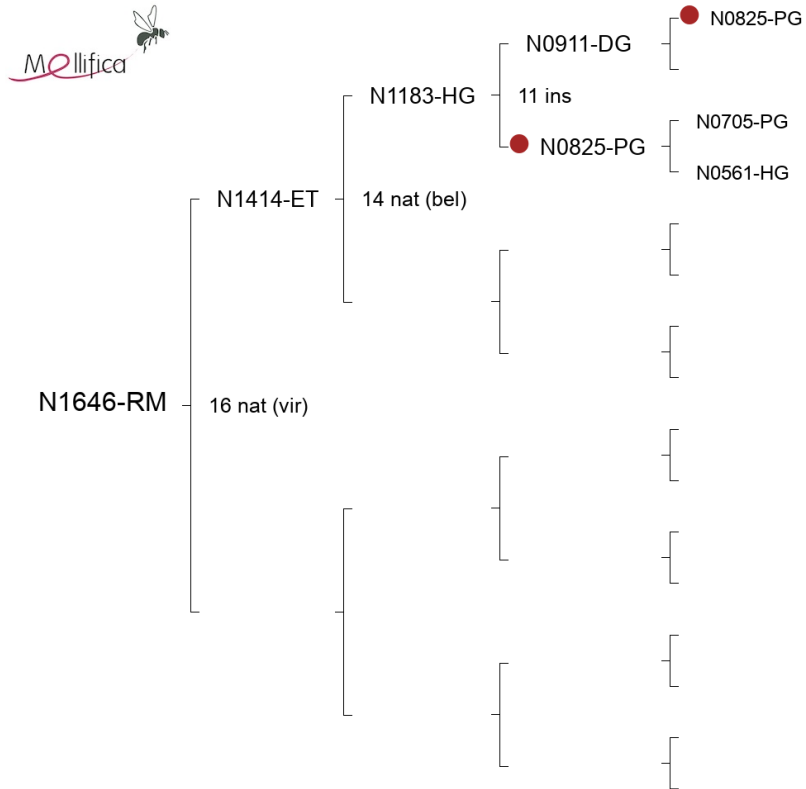 Mellifica
N0825-PG
N0911-DG
N1183-HG
11 ins
N0705-PG
N0825-PG
N0561-HG
N1414-ET
14 nat (bel)
N1646-RM
16 nat (vir)